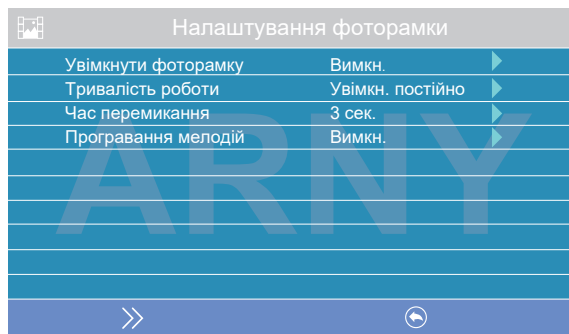 Налаштування фоторамки
Увімкнути фоторамку Вимкн.
Тривалість роботи Увімкн. постійно
Час перемикання 3 сек.
Програвання мелодій Вимкн.
ARNY